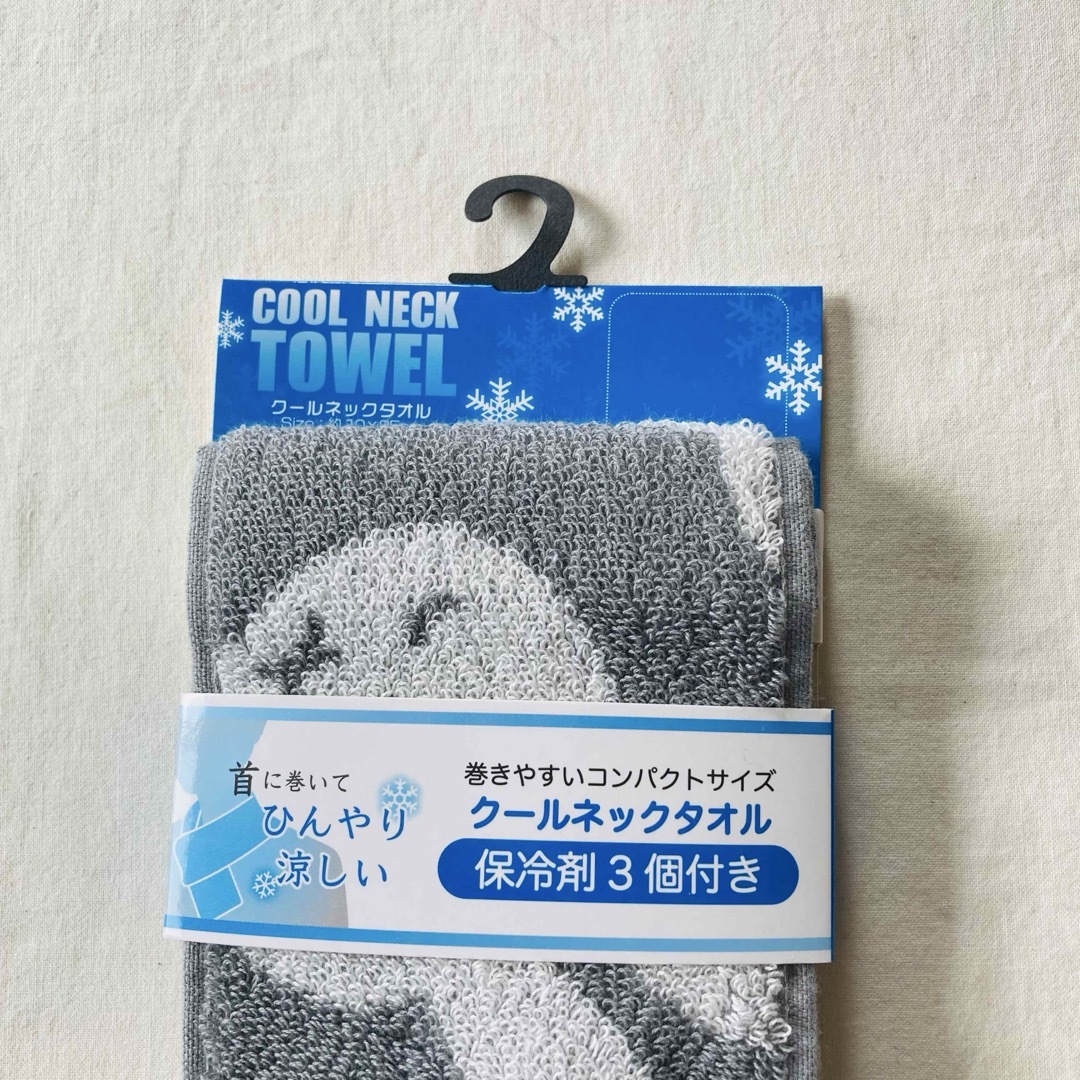 COOL NECK
TOWEL
クールネックタオル
Size：約
首に巻いて
ひんやり
涼しい
巻きやすいコンパクトサイズ
クールネックタオル
保冷剤3個付き